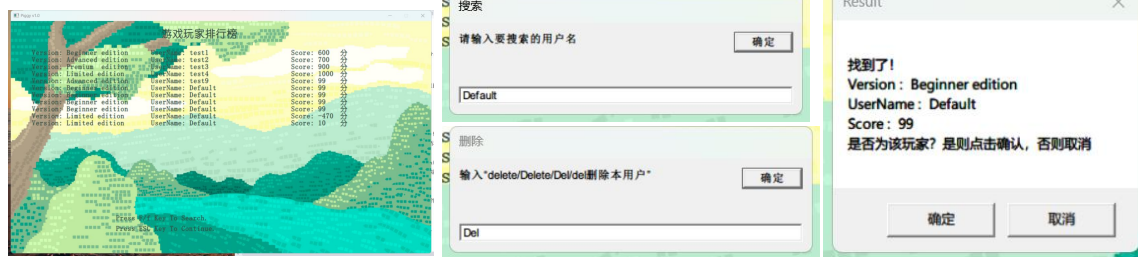 游戏玩家排行榜
Version: Beginner edition UserName: test1 Score: 600 分
Version: Advanced edition UserName: test2 Score: 700 分
Version: Premium edition UserName: test3 Score: 900 分
Version: Limited edition UserName: test4 Score: 1000 分
Version: Advanced edition UserName: test9 Score: 99 分
Version: Beginner edition UserName: Default Score: 99 分
Version: Beginner edition UserName: Default Score: 99 分
Version: Beginner edition UserName: Default Score: 99 分
Version: Beginner edition UserName: Default Score: 99 分
Version: Limited edition UserName: Default Score: -470 分
Version: Limited edition UserName: Default Score: 10 分
Press Key To Search
Press ESC Key To Continue
搜索
请输入要搜索的用户名
确定
Default
删除
输入"delete/Delete/Del/del删除本用户"
确定
Del
Result
找到了!
Version : Beginner edition
UserName : Default
Score : 99
是否为该玩家? 是则点击确认，否则取消
确定
取消